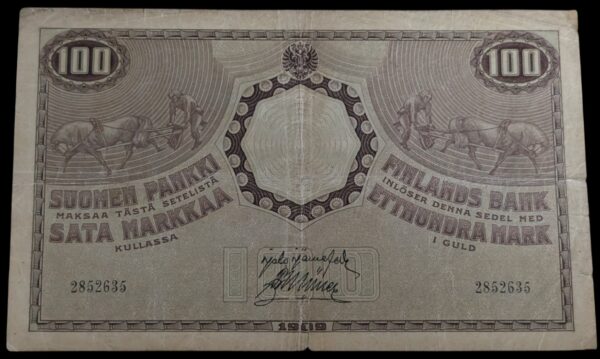 100
100
SUOMEN PANKKI
MAKSAA TÄSTÄ SETELISTÄ
SATA MARKKAA
KULLASSA
FINLANDS BANK
INLÖSER DENNA SEDEL MED
ETTHUNDRA MARK
I GULD
2852635
2852635
1909